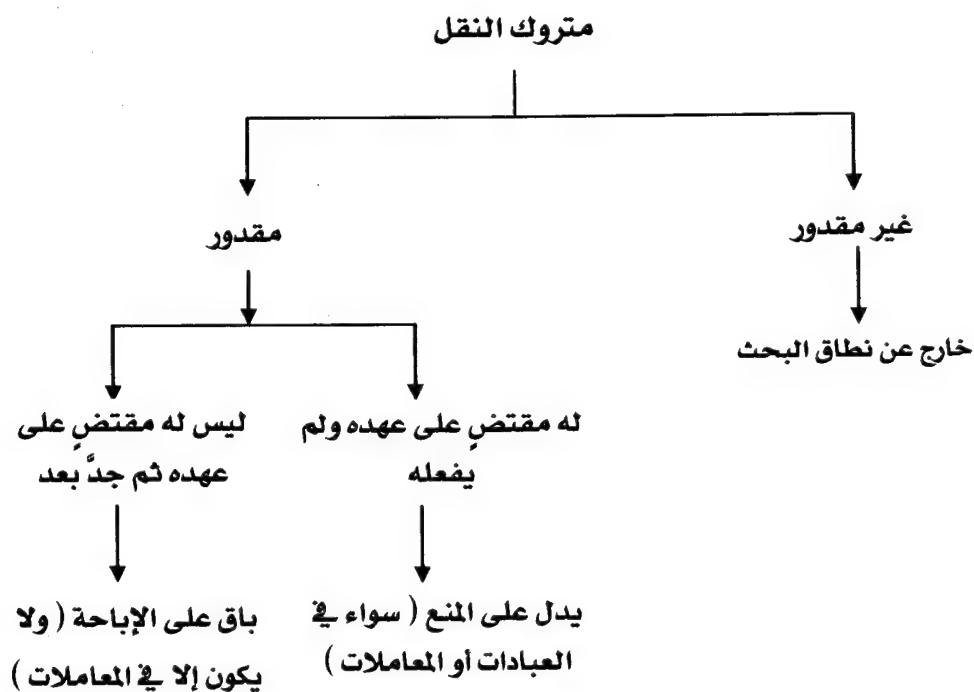 متروك النقل
غير مقدور
مقدور
خارج عن نطاق البحث
له مقتضٍ على عهده ولم
يفعله
ليس له مقتضٍ على
عهده ثم جدَّ بعد
يدل على المنع ( سواء في
العبادات أو المعاملات )
باق على الإباحة ( ولا
يكون إلا في المعاملات )